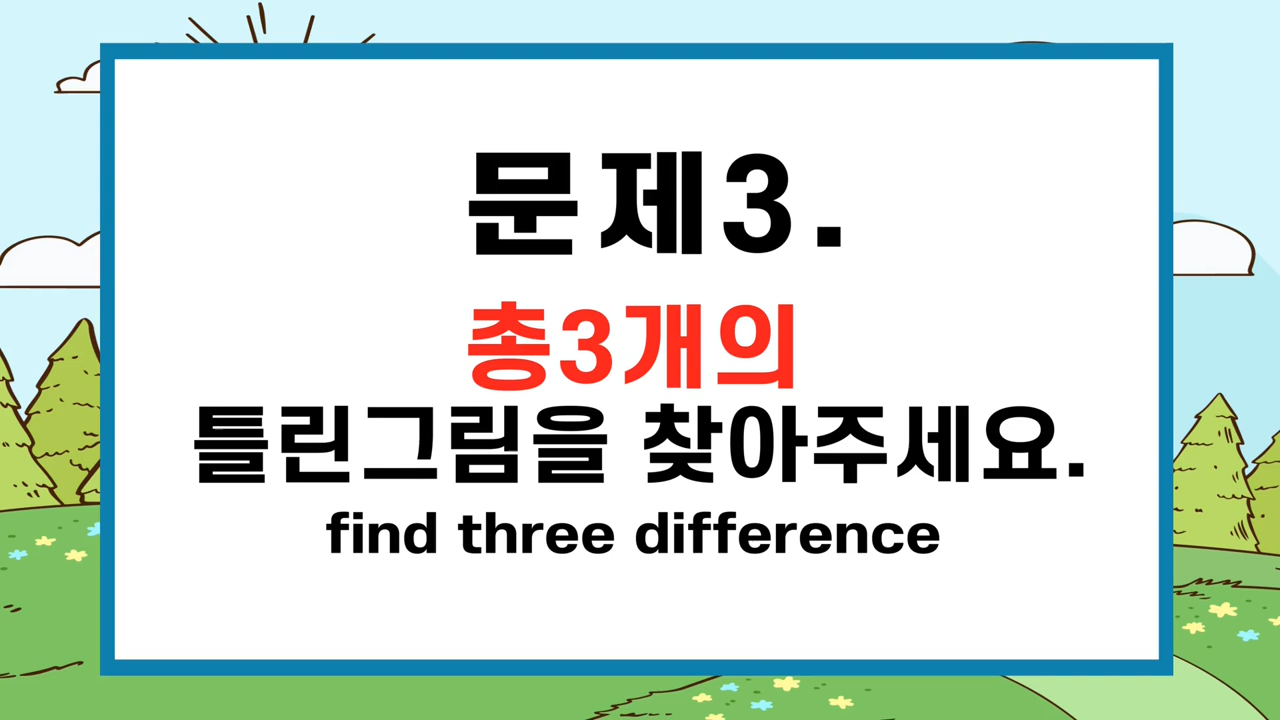 문제3.
총3개의
틀린그림을 찾아주세요.
find three difference